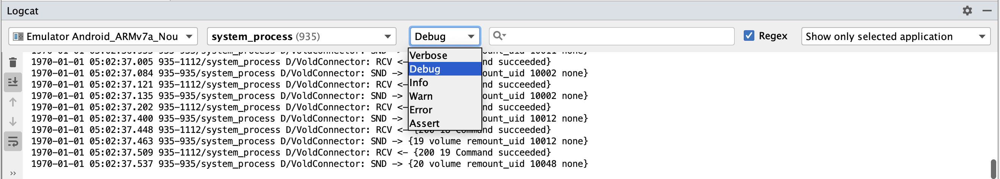 Logcat
Emulator Android_ARMv7a_Nou system_process (935) Debug Regex Show only selected application
Verbose
Debug
Info
Warn
Error
Assert
1970-01-01 05:02:37.005 935-1112/system_process D/VoldConnector: RCV <- nd succeeded}
1970-01-01 05:02:37.084 935-935/system_process D/VoldConnector: SND -> ount_uid 10002 none}
1970-01-01 05:02:37.121 935-1112/system_process D/VoldConnector: RCV <- nd succeeded}
1970-01-01 05:02:37.135 935-935/system_process D/VoldConnector: SND -> ount_uid 10002 none}
1970-01-01 05:02:37.202 935-1112/system_process D/VoldConnector: RCV <- nd succeeded}
1970-01-01 05:02:37.400 935-935/system_process D/VoldConnector: SND -> ount_uid 10012 none}
1970-01-01 05:02:37.448 935-1112/system_process D/VoldConnector: RCV <- {200 18 Command succeeded}
1970-01-01 05:02:37.463 935-935/system_process D/VoldConnector: SND -> {19 volume remount_uid 10012 none}
1970-01-01 05:02:37.509 935-1112/system_process D/VoldConnector: RCV <- {200 19 Command succeeded}
1970-01-01 05:02:37.537 935-935/system_process D/VoldConnector: SND -> {20 volume remount_uid 10048 none}